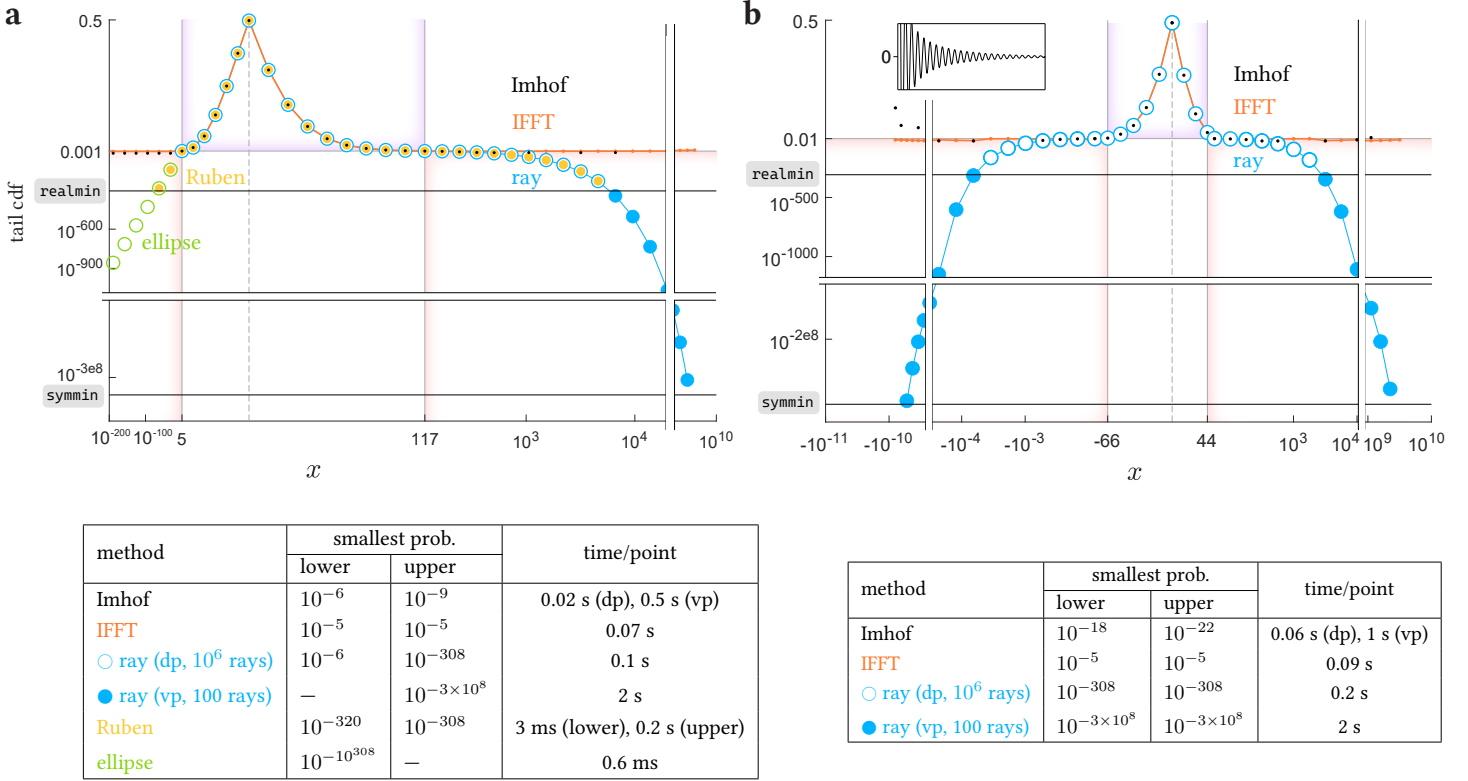 a
0.5
0.001
realmin
10^-600
10^-900
10^-3e8
symmin
tail cdf
Imhof
IFFT
Ruben
ray
ellipse
10^-200 10^-100 5 117 10^3 10^4 10^10
x
b
0.5
0
0.01
realmin
10^-500
10^-1000
10^-2e8
symmin
Imhof
IFFT
ray
-10^-11 -10^-10 -10^-4 -10^-3 -66 44 10^3 10^4 10^9 10^10
x
method smallest prob. time/point
lower upper
Imhof 10^−6 10^−9 0.02 s (dp), 0.5 s (vp)
IFFT 10^−5 10^−5 0.07 s
ray (dp, 10^6 rays) 10^−6 10^−308 0.1 s
ray (vp, 100 rays) – 10^−3×10^8 2 s
Ruben 10^−320 10^−308 3 ms (lower), 0.2 s (upper)
ellipse 10^−10^308 – 0.6 ms
method smallest prob. time/point
lower upper
Imhof 10^−18 10^−22 0.06 s (dp), 1 s (vp)
IFFT 10^−5 10^−5 0.09 s
ray (dp, 10^6 rays) 10^−308 10^−308 0.2 s
ray (vp, 100 rays) 10^−3×10^8 10^−3×10^8 2 s